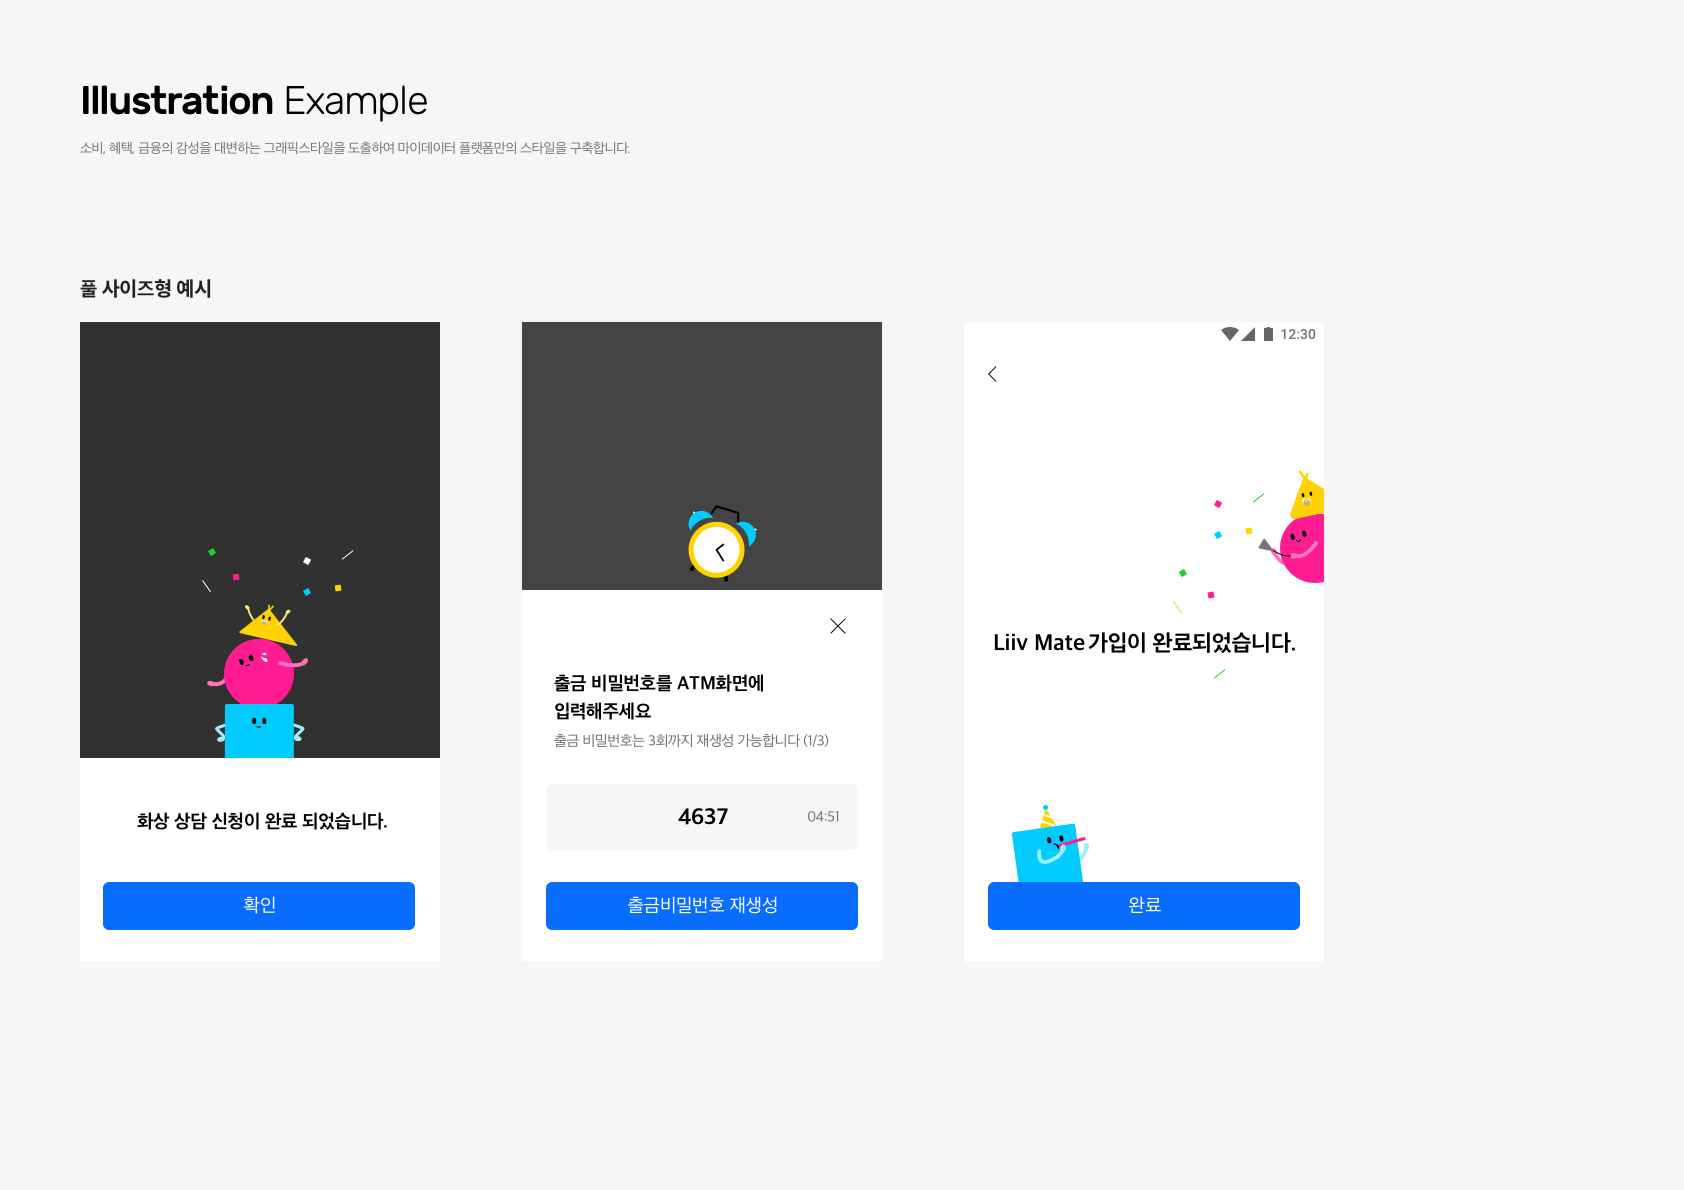 Illustration Example
소비, 혜택, 금융의 감성을 대변하는 그래픽스타일을 도출하여 마이데이터 플랫폼만의 스타일을 구축합니다.
풀 사이즈형 예시
화상 상담 신청이 완료 되었습니다.
확인
출금 비밀번호를 ATM화면에
입력해주세요
출금 비밀번호는 3회까지 재생성 가능합니다 (1/3)
4637 04:51
출금비밀번호 재생성
12:30
Liiv Mate 가입이 완료되었습니다.
완료